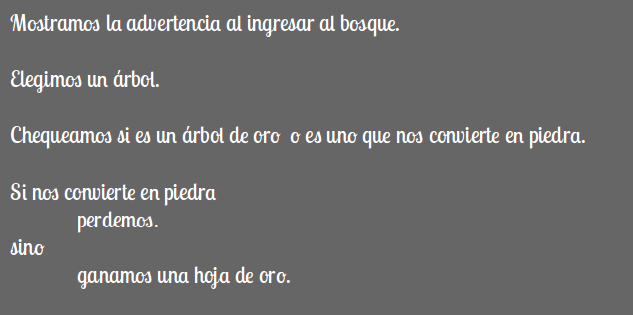 Mostramos la advertencia al ingresar al bosque.
Elegimos un árbol.
Chequeamos si es un árbol de oro o es uno que nos convierte en piedra.
Si nos convierte en piedra
perdemos.
sino
ganamos una hoja de oro.